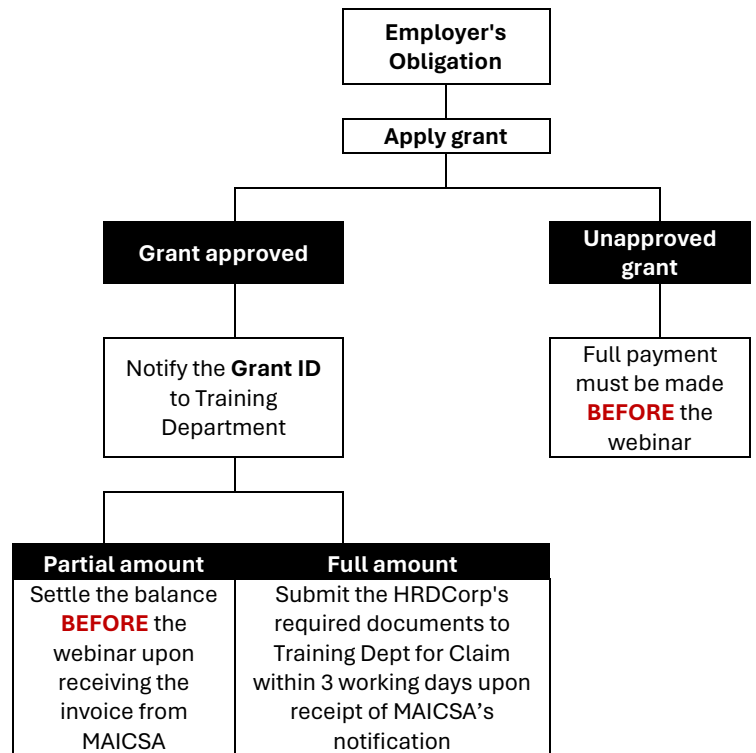 Employer's
Obligation
Apply grant
Grant approved
Unapproved
grant
Notify the Grant ID
to Training
Department
Full payment
must be made
BEFORE the
webinar
Partial amount
Settle the balance
BEFORE the
webinar upon
receiving the
invoice from
MAICSA
Full amount
Submit the HRDCorp's
required documents to
Training Dept for Claim
within 3 working days upon
receipt of MAICSA’s
notification